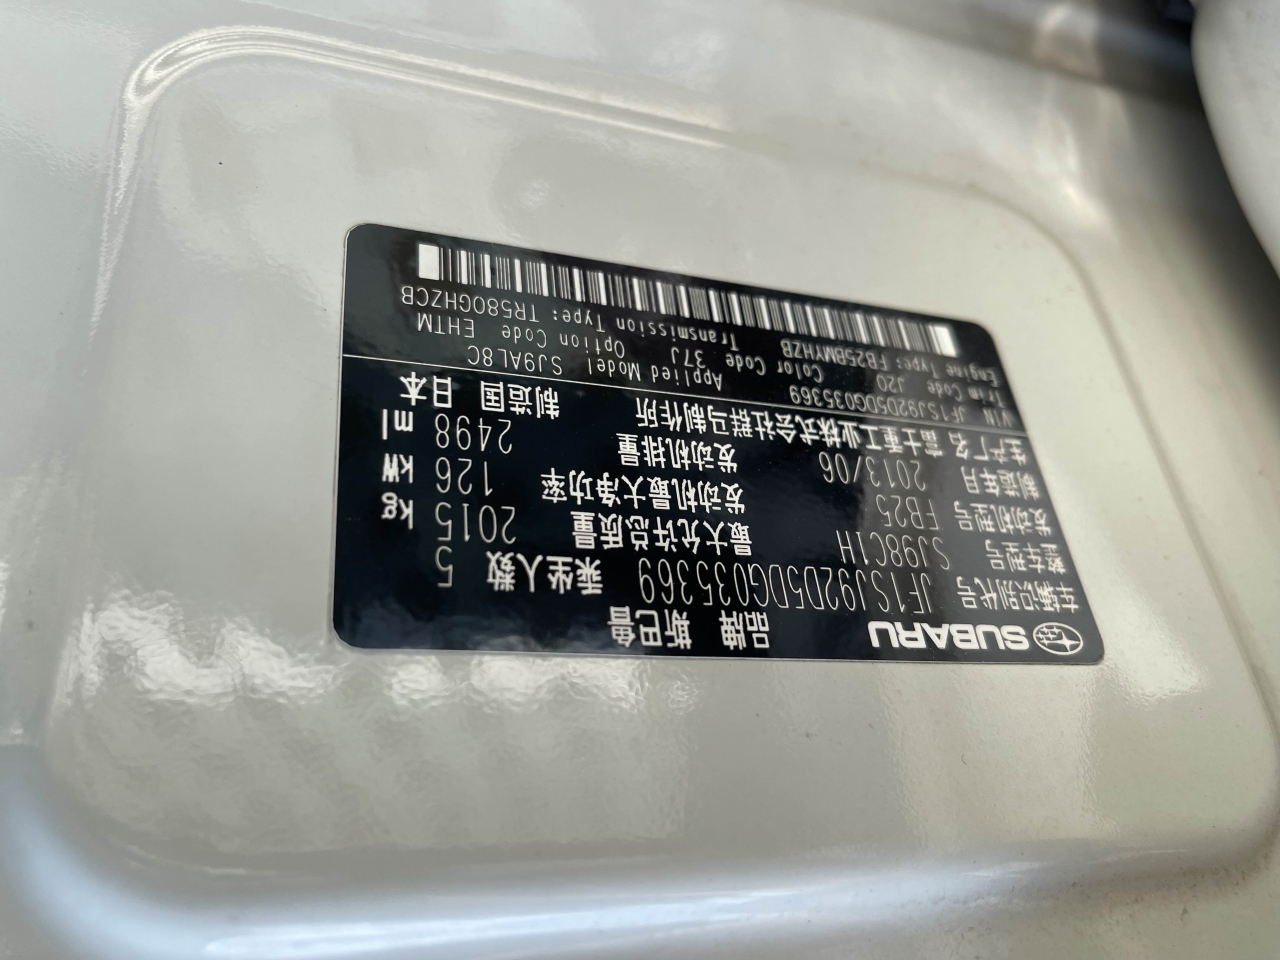 SUBARU 品牌 斯巴鲁
车辆识别代号 JF1SJ92D5DG035369 乘坐人数 5
整车型号 SJ98C1H 最大允许总质量 2015 kg
发动机型号 FB25 发动机最大净功率 126 kW
制造年月 2013/06 发动机排量 2498 ml
生产厂名 富士重工业株式会社群马制作所 制造国 日本
VIN JF1SJ92D5DG035369 Applied Model SJ9AL8C
Trim Code J20 Color Code 37J Option Code EHTM
Engine Type: FB25BMYHZB Transmission Type: TR580GHZCB